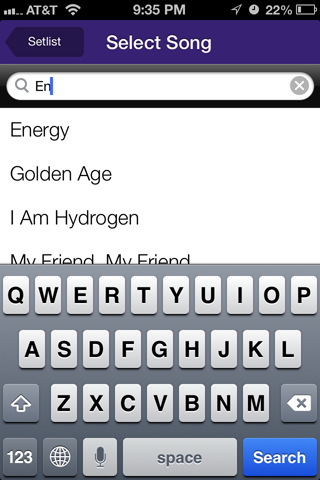 AT&T 9:35 PM 22%
Setlist Select Song
En
Energy
Golden Age
I Am Hydrogen
My Friend, My Friend
Q W E R T Y U I O P
A S D F G H J K L
Z X C V B N M
123 space Search